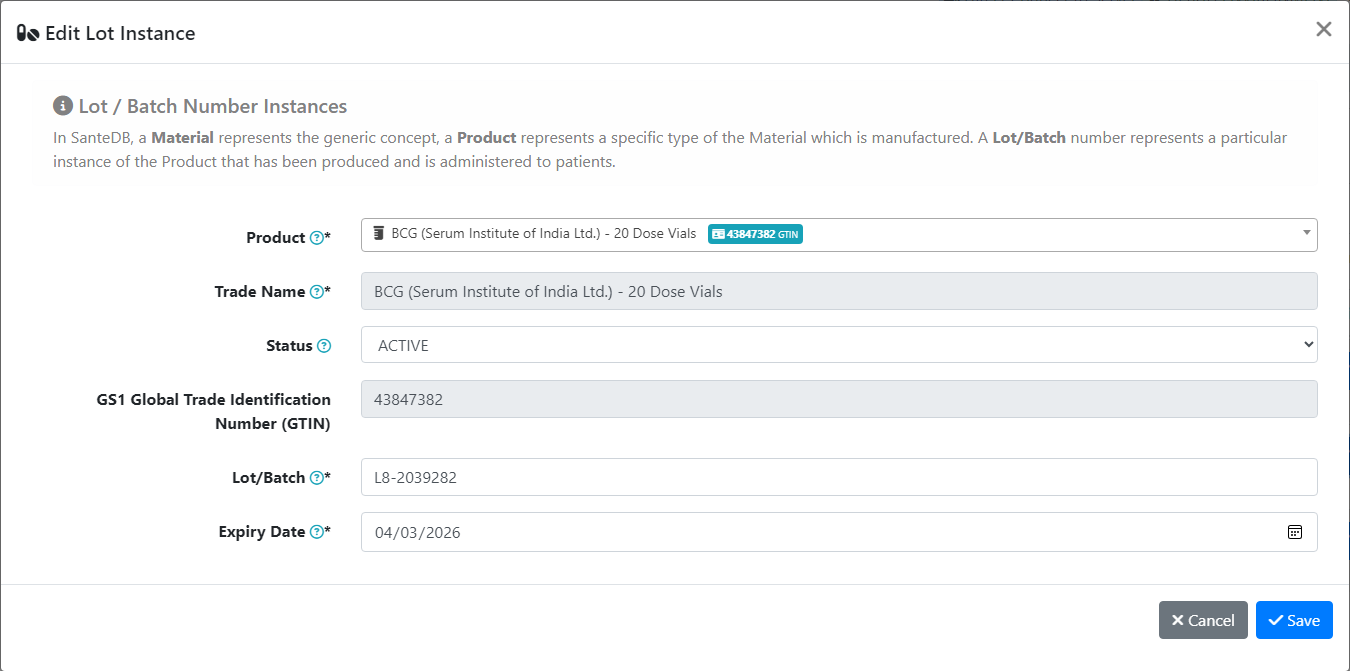 Edit Lot Instance
Lot / Batch Number Instances
In SanteDB, a Material represents the generic concept, a Product represents a specific type of the Material which is manufactured. A Lot/Batch number represents a particular
instance of the Product that has been produced and is administered to patients.
Product * BCG (Serum Institute of India Ltd.) - 20 Dose Vials 43847382 GTIN
Trade Name * BCG (Serum Institute of India Ltd.) - 20 Dose Vials
Status ACTIVE
GS1 Global Trade Identification 43847382
Number (GTIN)
Lot/Batch * L8-2039282
Expiry Date * 04/03/2026
Cancel Save